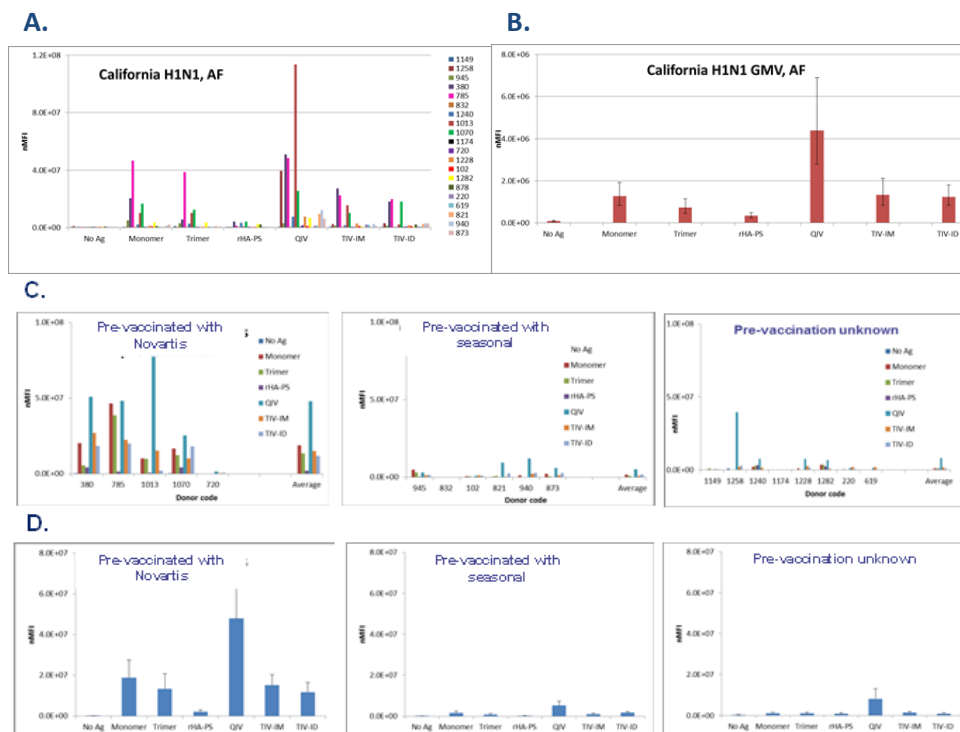 A.
California H1N1, AF
nMFI
1.2E+08
8.0E+07
4.0E+07
0.0E+00
No Ag Monomer Trimer rHA-PS QIV TIV-IM TIV-ID
1149
1258
945
380
785
832
1240
1013
1070
1174
720
1228
102
1282
878
220
619
821
940
873
B.
California H1N1 GMV, AF
nMFI
8.0E+06
6.0E+06
4.0E+06
2.0E+06
0.0E+00
No Ag Monomer Trimer rHA-PS QIV TIV-IM TIV-ID
C.
Pre-vaccinated with
Novartis
nMFI
1.0E+08
5.0E+07
0.0E+00
No Ag
Monomer
Trimer
rHA-PS
QIV
TIV-IM
TIV-ID
380 785 1013 1070 720 Average
Donor code
Pre-vaccinated with
seasonal
nMFI
1.0E+08
5.0E+07
0.0E+00
No Ag
Monomer
Trimer
rHA-PS
QIV
TIV-IM
TIV-ID
945 832 102 821 940 873 Average
Donor code
Pre-vaccination unknown
nMFI
1.0E+08
5.0E+07
0.0E+00
No Ag
Monomer
Trimer
rHA-PS
QIV
TIV-IM
TIV-ID
1149 1258 1240 1174 1228 1282 220 619 Average
Donor code
D.
Pre-vaccinated with
Novartis
nMFI
8.0E+07
6.0E+07
4.0E+07
2.0E+07
0.0E+00
No Ag Monomer Trimer rHA-PS QIV TIV-IM TIV-ID
Pre-vaccinated with
seasonal
nMFI
8.0E+07
6.0E+07
4.0E+07
2.0E+07
0.0E+00
No Ag Monomer Trimer rHA-PS QIV TIV-IM TIV-ID
Pre-vaccination unknown
nMFI
8.0E+07
6.0E+07
4.0E+07
2.0E+07
0.0E+00
No Ag Monomer Trimer rHA-PS QIV TIV-IM TIV-ID